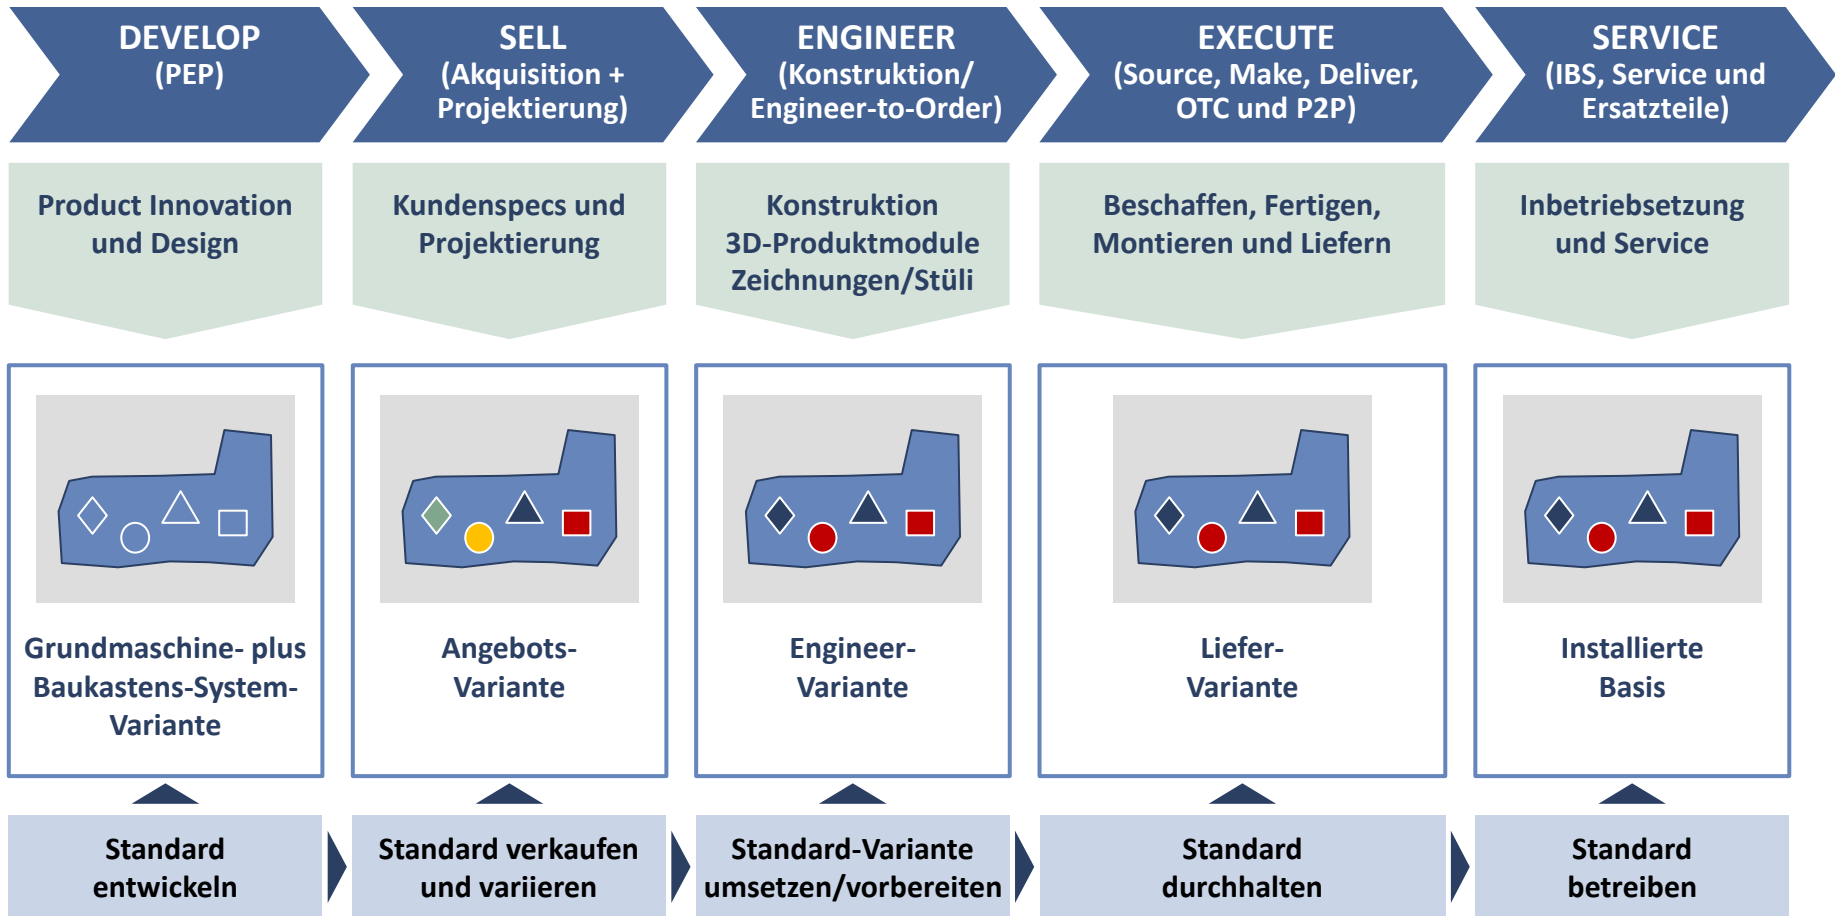 DEVELOP
(PEP)
SELL
(Akquisition +
Projektierung)
ENGINEER
(Konstruktion/
Engineer-to-Order)
EXECUTE
(Source, Make, Deliver,
OTC und P2P)
SERVICE
(IBS, Service und
Ersatzteile)
Product Innovation
und Design
Kundenspecs und
Projektierung
Konstruktion
3D-Produktmodule
Zeichnungen/Stüli
Beschaffen, Fertigen,
Montieren und Liefern
Inbetriebsetzung
und Service
Grundmaschine- plus
Baukastens-System-
Variante
Angebots-
Variante
Engineer-
Variante
Liefer-
Variante
Installierte
Basis
Standard
entwickeln
Standard verkaufen
und variieren
Standard-Variante
umsetzen/vorbereiten
Standard
durchhalten
Standard
betreiben